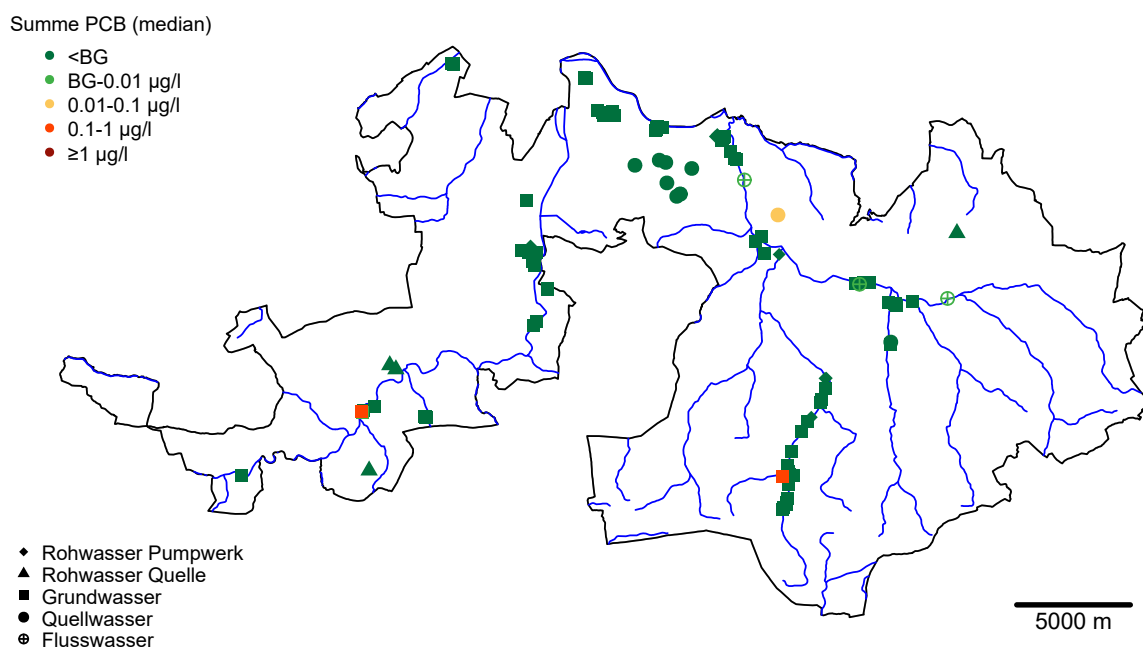 Summe PCB (median)
<BG
BG-0.01 µg/l
0.01-0.1 µg/l
0.1-1 µg/l
≥1 µg/l
Rohwasser Pumpwerk
Rohwasser Quelle
Grundwasser
Quellwasser
Flusswasser
5000 m